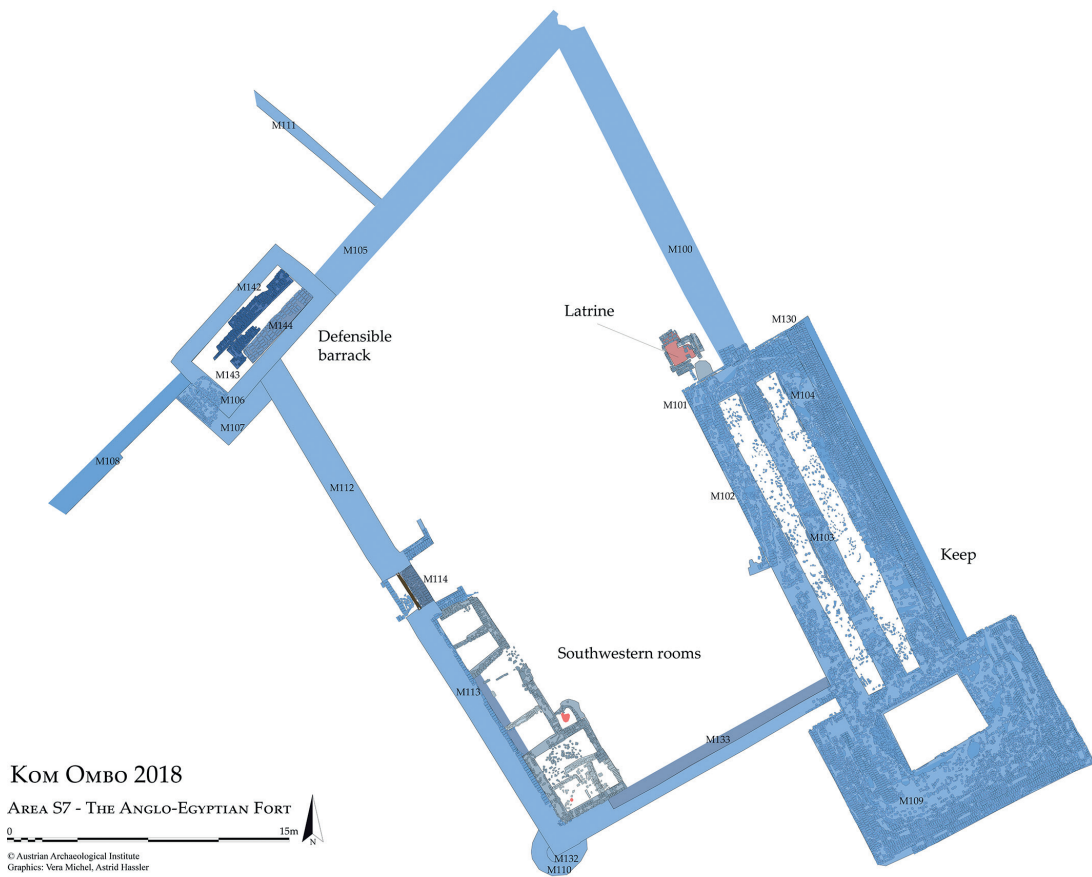 M111
M105
M100
M142
M144
M143
M106
M107
M108
Defensible
barrack
Latrine
M130
M101
M104
M102
M103
Keep
M112
M114
Southwestern rooms
M113
M133
M109
M132
M110
Kom Ombo 2018
Area S7 - The Anglo-Egyptian Fort
0 15m
N
© Austrian Archaeological Institute
Graphics: Vera Michel, Astrid Hassler